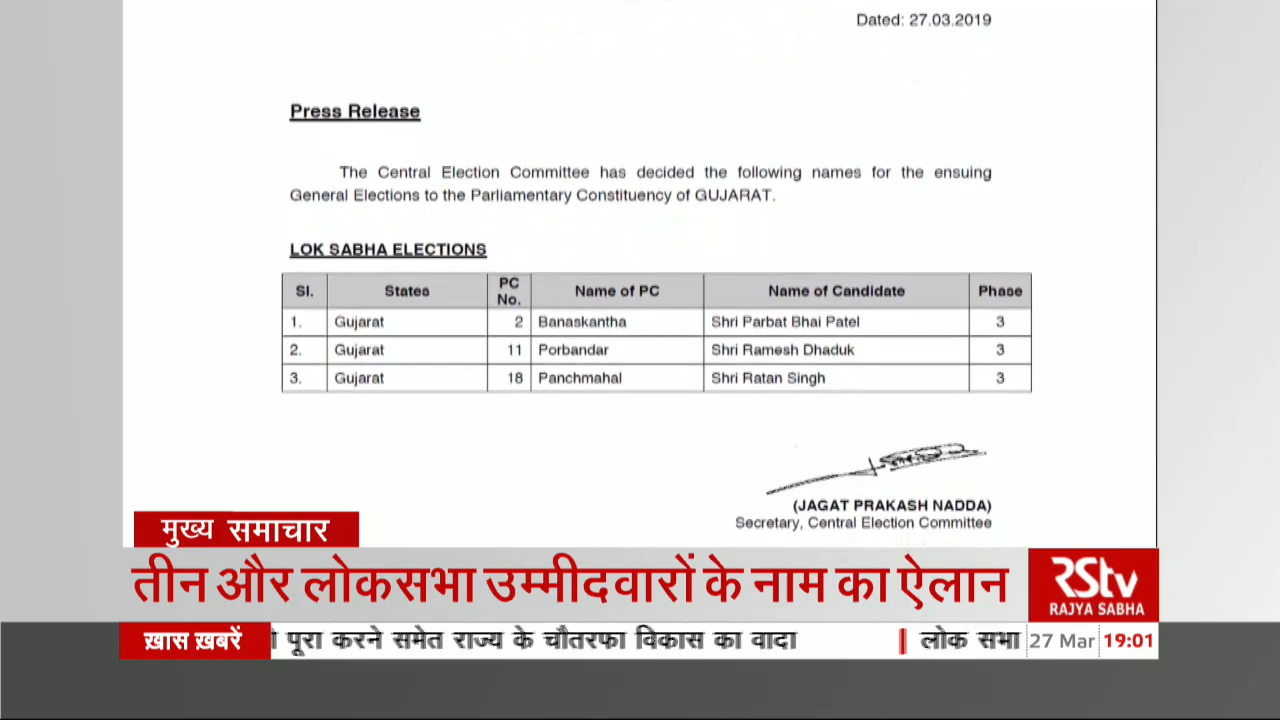 Dated: 27.03.2019
Press Release
The Central Election Committee has decided the following names for the ensuing
General Elections to the Parliamentary Constituency of GUJARAT.
LOK SABHA ELECTIONS
Sl. States PC No. Name of PC Name of Candidate Phase
1. Gujarat 2 Banaskantha Shri Parbat Bhai Patel 3
2. Gujarat 11 Porbandar Shri Ramesh Dhaduk 3
3. Gujarat 18 Panchmahal Shri Ratan Singh 3
(JAGAT PRAKASH NADDA)
Secretary, Central Election Committee
मुख्य समाचार
तीन और लोकसभा उम्मीदवारों के नाम का ऐलान
RStv
RAJYA SABHA
ख़ास ख़बरें पूरा करने समेत राज्य के चौतरफा विकास का वादा | लोक सभा 27 Mar 19:01